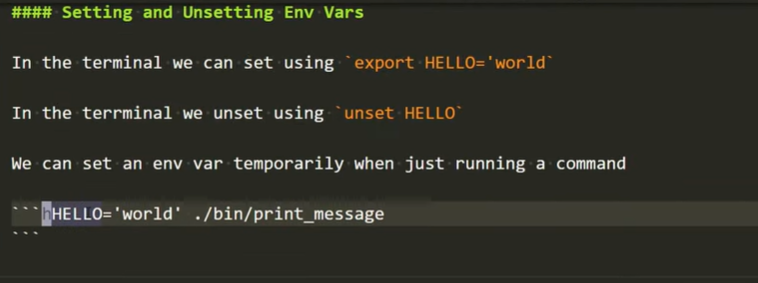 #### Setting and Unsetting Env Vars
In the terminal we can set using `export HELLO='world`
In the terrminal we unset using `unset HELLO`
We can set an env var temporarily when just running a command
```hHELLO='world' ./bin/print_message
```